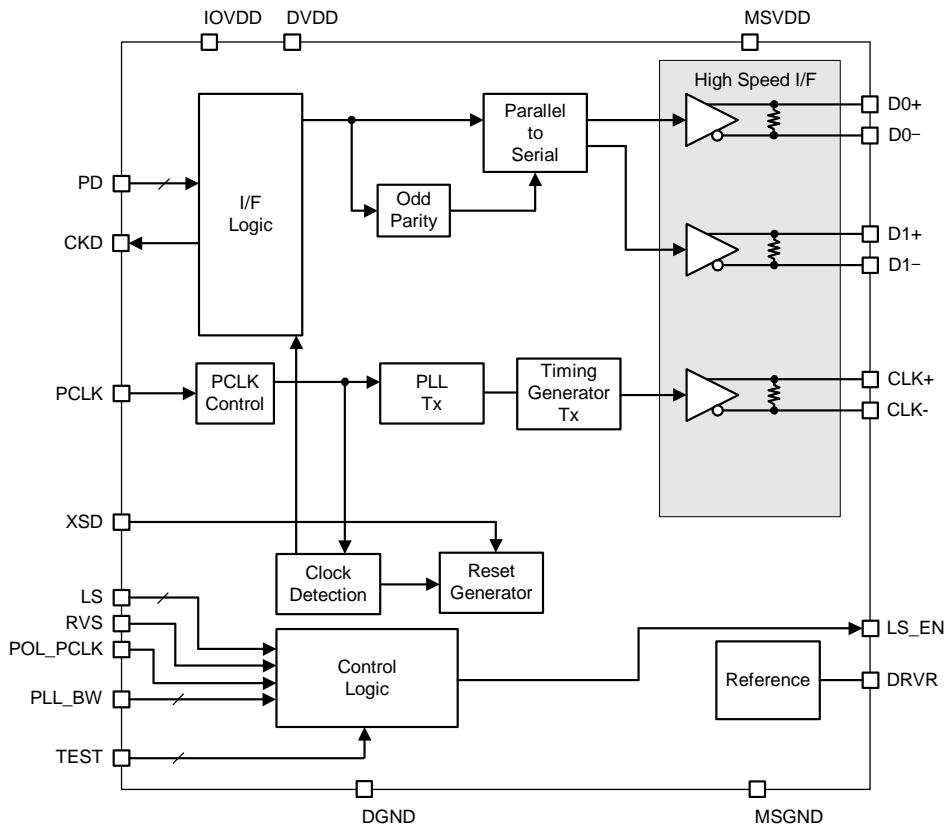 IOVDD
DVDD
MSVDD
High Speed I/F
D0+
D0−
Parallel
to
Serial
PD
I/F
Logic
Odd
Parity
CKD
D1+
D1−
PCLK
PCLK
Control
PLL
Tx
Timing
Generator
Tx
CLK+
CLK-
XSD
Clock
Detection
Reset
Generator
LS
RVS
POL_PCLK
PLL_BW
TEST
Control
Logic
LS_EN
Reference
DRVR
DGND
MSGND